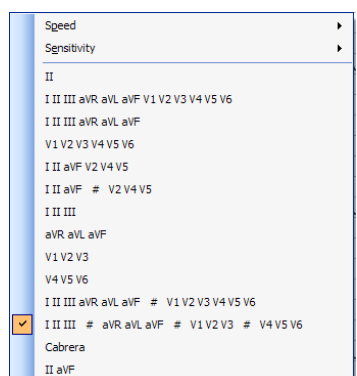 Speed
Sensitivity
II
I II III aVR aVL aVF V1 V2 V3 V4 V5 V6
I II III aVR aVL aVF
V1 V2 V3 V4 V5 V6
I II aVF V2 V4 V5
I II aVF # V2 V4 V5
I II III
aVR aVL aVF
V1 V2 V3
V4 V5 V6
I II III aVR aVL aVF # V1 V2 V3 V4 V5 V6
I II III # aVR aVL aVF # V1 V2 V3 # V4 V5 V6
Cabrera
II aVF